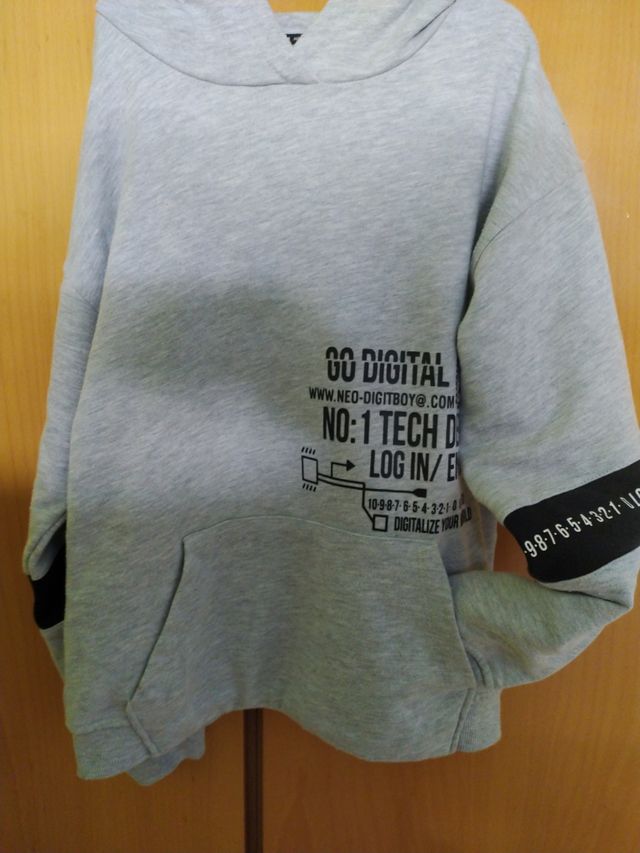 GO DIGITAL
WWW.NEO-DIGITBOY@.COM
NO:1 TECH
LOG IN/
10-9-8-7-6-5-4-3-2-1-0
DIGITALIZE YOUR
-9-8-7-6-5-4-3-2-1-